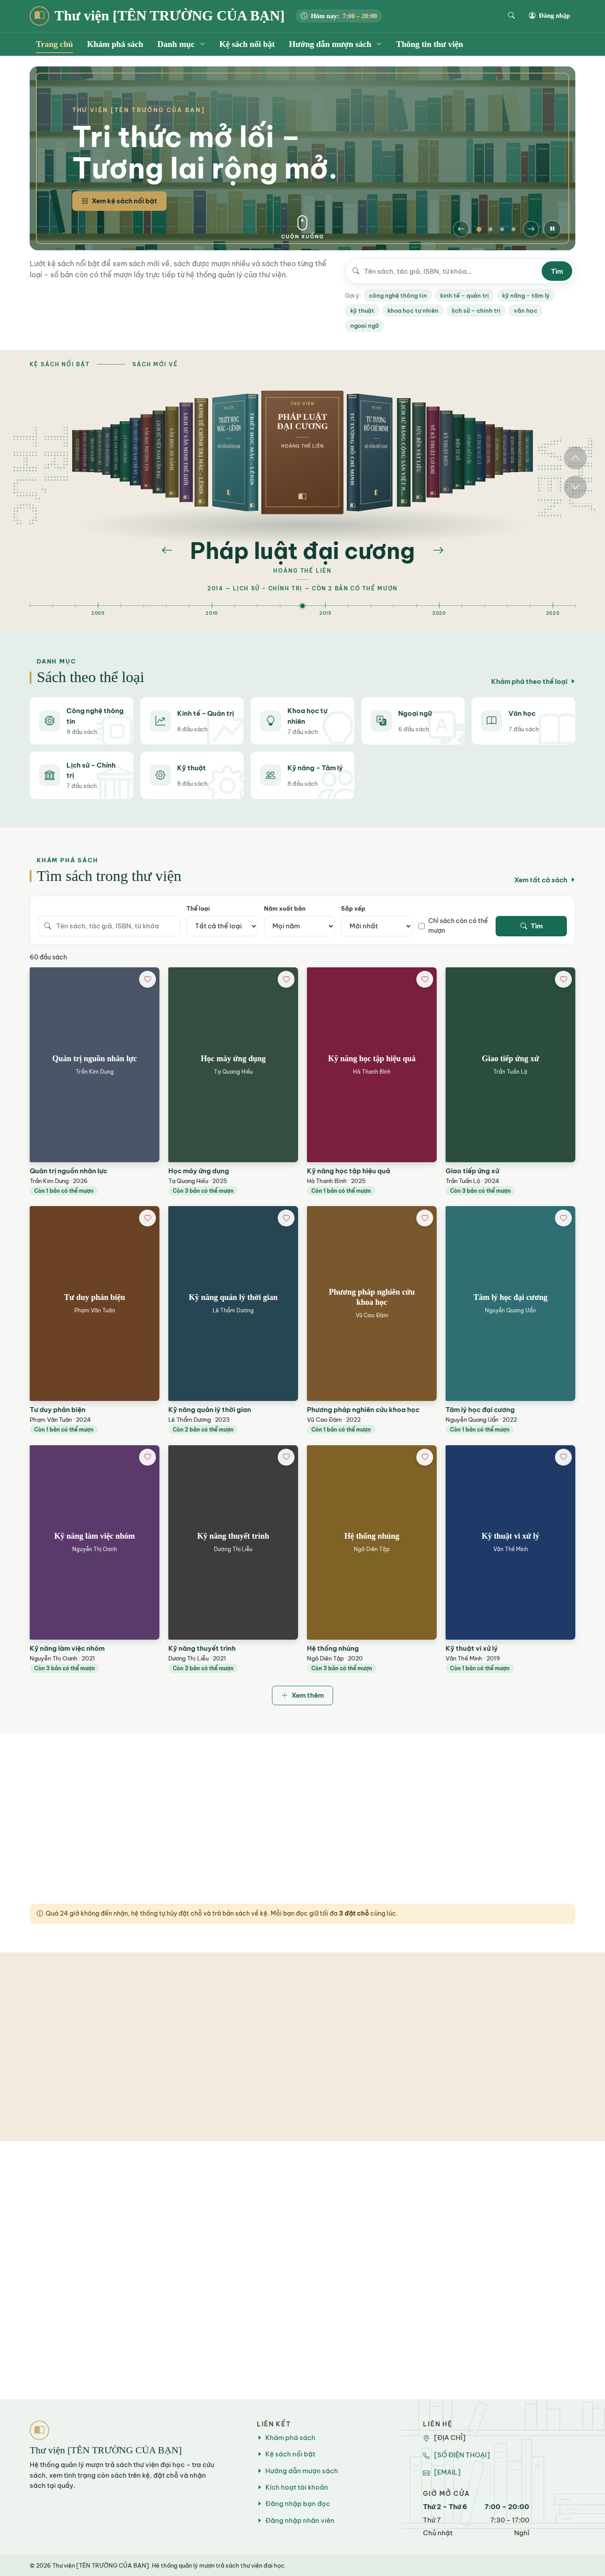 Thư viện [TÊN TRƯỜNG CỦA BẠN]
Hôm nay: 7:00 – 20:00
Đăng nhập
Trang chủ
Khám phá sách
Danh mục
Kệ sách nổi bật
Hướng dẫn mượn sách
Thông tin thư viện
THƯ VIỆN [TÊN TRƯỜNG CỦA BẠN]
Tri thức mở lối –
Tương lai rộng mở.
Xem kệ sách nổi bật
CUỘN XUỐNG
Lướt kệ sách nổi bật để xem sách mới về, sách được mượn nhiều và sách theo từng thể
loại – số bản còn có thể mượn lấy trực tiếp từ hệ thống quản lý của thư viện.
Tên sách, tác giả, ISBN, từ khóa...
Tìm
Gợi ý:
công nghệ thông tin
kinh tế – quản trị
kỹ năng – tâm lý
kỹ thuật
khoa học tự nhiên
lịch sử – chính trị
văn học
ngoại ngữ
KỆ SÁCH NỔI BẬT
SÁCH MỚI VỀ
LỊCH SỬ VĂN MINH THẾ GIỚI
KINH TẾ CHÍNH TRỊ MÁC – LÊNIN
TRIẾT HỌC
MÁC – LÊNIN
TRIẾT HỌC MÁC – LÊNIN
THƯ VIỆN
PHÁP LUẬT
ĐẠI CƯƠNG
HOÀNG THẾ LIÊN
TƯ TƯỞNG HỒ CHÍ MINH
TƯ TƯỞNG
HỒ CHÍ MINH
Pháp luật đại cương
HOÀNG THẾ LIÊN
2014 — LỊCH SỬ – CHÍNH TRỊ — CÒN 2 BẢN CÓ THỂ MƯỢN
2005
2010
2015
2020
2025
DANH MỤC
Sách theo thể loại
Khám phá theo thể loại
Công nghệ thông
tin
9 đầu sách
Kinh tế – Quản trị
8 đầu sách
Khoa học tự
nhiên
7 đầu sách
Ngoại ngữ
6 đầu sách
Văn học
7 đầu sách
Lịch sử – Chính
trị
7 đầu sách
Kỹ thuật
8 đầu sách
Kỹ năng – Tâm lý
8 đầu sách
KHÁM PHÁ SÁCH
Tìm sách trong thư viện
Xem tất cả sách
Tên sách, tác giả, ISBN, từ khóa
Thể loại
Tất cả thể loại
Năm xuất bản
Mọi năm
Sắp xếp
Mới nhất
Chỉ sách còn có thể
mượn
Tìm
60 đầu sách
Quản trị nguồn nhân lực
Trần Kim Dung
Học máy ứng dụng
Tạ Quang Hiếu
Kỹ năng học tập hiệu quả
Hà Thanh Bình
Giao tiếp ứng xử
Trần Tuấn Lộ
Quản trị nguồn nhân lực
Trần Kim Dung · 2026
Còn 1 bản có thể mượn
Học máy ứng dụng
Tạ Quang Hiếu · 2025
Còn 3 bản có thể mượn
Kỹ năng học tập hiệu quả
Hà Thanh Bình · 2025
Còn 1 bản có thể mượn
Giao tiếp ứng xử
Trần Tuấn Lộ · 2024
Còn 3 bản có thể mượn
Tư duy phản biện
Phạm Văn Tuân
Kỹ năng quản lý thời gian
Lê Thẩm Dương
Phương pháp nghiên cứu
khoa học
Vũ Cao Đàm
Tâm lý học đại cương
Nguyễn Quang Uẩn
Tư duy phản biện
Phạm Văn Tuân · 2024
Còn 1 bản có thể mượn
Kỹ năng quản lý thời gian
Lê Thẩm Dương · 2023
Còn 2 bản có thể mượn
Phương pháp nghiên cứu khoa học
Vũ Cao Đàm · 2022
Còn 1 bản có thể mượn
Tâm lý học đại cương
Nguyễn Quang Uẩn · 2022
Còn 1 bản có thể mượn
Kỹ năng làm việc nhóm
Nguyễn Thị Oanh
Kỹ năng thuyết trình
Dương Thị Liễu
Hệ thống nhúng
Ngô Diên Tập
Kỹ thuật vi xử lý
Văn Thế Minh
Kỹ năng làm việc nhóm
Nguyễn Thị Oanh · 2021
Còn 3 bản có thể mượn
Kỹ năng thuyết trình
Dương Thị Liễu · 2021
Còn 3 bản có thể mượn
Hệ thống nhúng
Ngô Diên Tập · 2020
Còn 3 bản có thể mượn
Kỹ thuật vi xử lý
Văn Thế Minh · 2019
Còn 1 bản có thể mượn
Xem thêm
Quá 24 giờ không đến nhận, hệ thống tự hủy đặt chỗ và trả bản sách về kệ. Mỗi bạn đọc giữ tối đa 3 đặt chỗ cùng lúc.
Thư viện [TÊN TRƯỜNG CỦA BẠN]
Hệ thống quản lý mượn trả sách thư viện đại học – tra cứu
sách, xem tình trạng còn sách trên kệ, đặt chỗ và nhận
sách tại quầy.
LIÊN KẾT
Khám phá sách
Kệ sách nổi bật
Hướng dẫn mượn sách
Kích hoạt tài khoản
Đăng nhập bạn đọc
Đăng nhập nhân viên
LIÊN HỆ
[ĐỊA CHỈ]
[SỐ ĐIỆN THOẠI]
[EMAIL]
GIỜ MỞ CỬA
Thứ 2 – Thứ 6 7:00 – 20:00
Thứ 7 7:30 – 17:00
Chủ nhật Nghỉ
© 2026 Thư viện [TÊN TRƯỜNG CỦA BẠN]. Hệ thống quản lý mượn trả sách thư viện đại học.